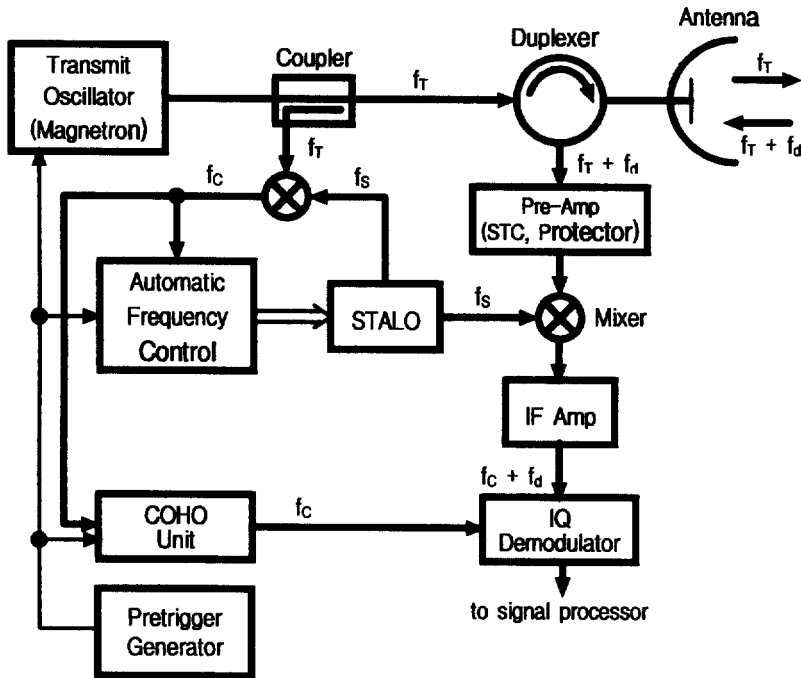 Antenna
Transmit
Oscillator
(Magnetron)
Coupler
Duplexer
f_T
f_T
f_T + f_d
f_T
f_C
f_S
f_T + f_d
Pre-Amp
(STC, Protector)
Automatic
Frequency
Control
STALO
f_S
Mixer
IF Amp
f_C + f_d
COHO
Unit
f_C
IQ
Demodulator
to signal processor
Pretrigger
Generator